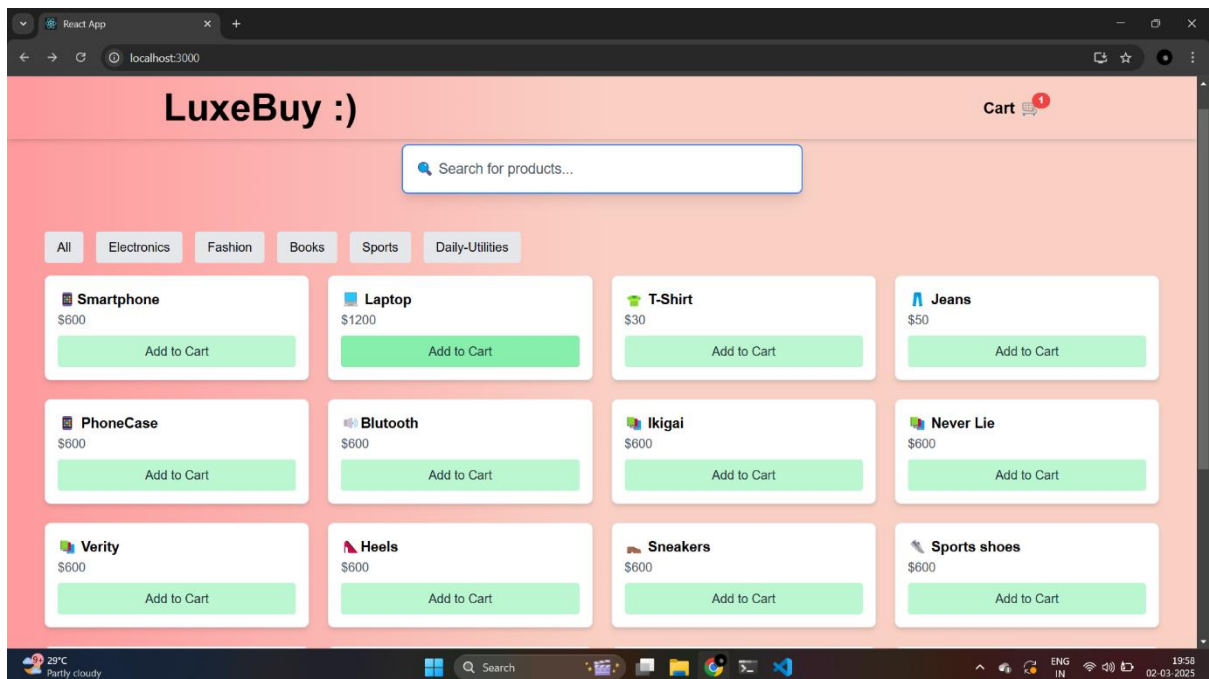 React App
localhost:3000
LuxeBuy :)
Cart 1
Search for products...
All Electronics Fashion Books Sports Daily-Utilities
Smartphone Laptop T-Shirt Jeans
$600 $1200 $30 $50
Add to Cart Add to Cart Add to Cart Add to Cart
PhoneCase Blutooth Ikigai Never Lie
$600 $600 $600 $600
Add to Cart Add to Cart Add to Cart Add to Cart
Verity Heels Sneakers Sports shoes
$600 $600 $600 $600
Add to Cart Add to Cart Add to Cart Add to Cart
9+ 29°C Search ENG 19:58
Partly cloudy IN 02-03-2025